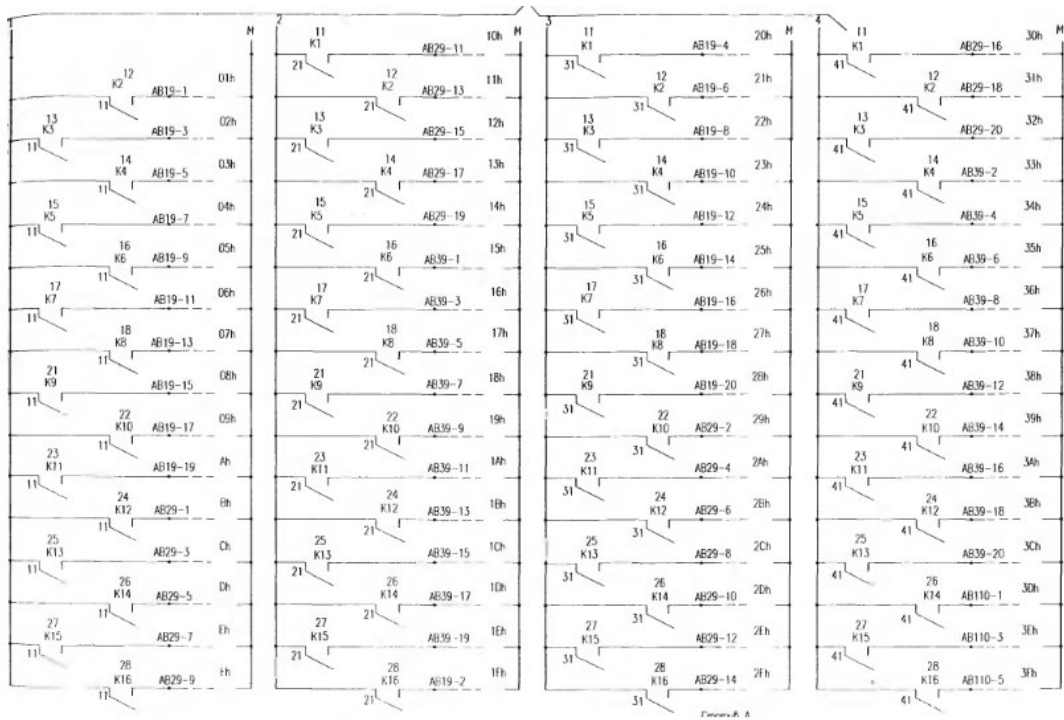 1
M
12
K2
AB19-1
01h
11
13
K3
AB19-3
02h
11
14
K4
AB19-5
03h
11
15
K5
AB19-7
04h
11
16
K6
AB19-9
05h
11
17
K7
AB19-11
06h
11
18
K8
AB19-13
07h
11
21
K9
AB19-15
08h
11
22
K10
AB19-17
09h
11
23
K11
AB19-19
Ah
11
24
K12
AB29-1
Bh
11
25
K13
AB29-3
Ch
11
26
K14
AB29-5
Dh
11
27
K15
AB29-7
Eh
11
28
K16
AB29-9
Fh
11
2
M
11
K1
AB29-11
10h
21
12
K2
AB29-13
11h
21
13
K3
AB29-15
12h
21
14
K4
AB29-17
13h
21
15
K5
AB29-19
14h
21
16
K6
AB39-1
15h
21
17
K7
AB39-3
16h
21
18
K8
AB39-5
17h
21
21
K9
AB39-7
18h
21
22
K10
AB39-9
19h
21
23
K11
AB39-11
1Ah
21
24
K12
AB39-13
1Bh
21
25
K13
AB39-15
1Ch
21
26
K14
AB39-17
1Dh
21
27
K15
AB39-19
1Eh
21
28
K16
AB19-2
1Fh
21
3
M
11
K1
AB19-4
20h
31
12
K2
AB19-6
21h
31
13
K3
AB19-8
22h
31
14
K4
AB19-10
23h
31
15
K5
AB19-12
24h
31
16
K6
AB19-14
25h
31
17
K7
AB19-16
26h
31
18
K8
AB19-18
27h
31
21
K9
AB19-20
28h
31
22
K10
AB29-2
29h
31
23
K11
AB29-4
2Ah
31
24
K12
AB29-6
2Bh
31
25
K13
AB29-8
2Ch
31
26
K14
AB29-10
2Dh
31
27
K15
AB29-12
2Eh
31
28
K16
AB29-14
2Fh
31
4
M
11
K1
AB29-16
30h
41
12
K2
AB29-18
31h
41
13
K3
AB29-20
32h
41
14
K4
AB39-2
33h
41
15
K5
AB39-4
34h
41
16
K6
AB39-6
35h
41
17
K7
AB39-8
36h
41
18
K8
AB39-10
37h
41
21
K9
AB39-12
38h
41
22
K10
AB39-14
39h
41
23
K11
AB39-16
3Ah
41
24
K12
AB39-18
3Bh
41
25
K13
AB39-20
3Ch
41
26
K14
AB110-1
3Dh
41
27
K15
AB110-3
3Eh
41
28
K16
AB110-5
3Fh
41